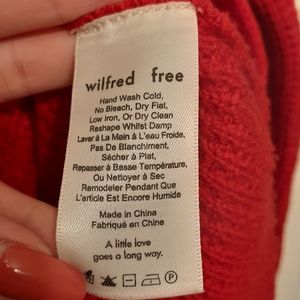 wilfred free
Hand Wash Cold,
No Bleach, Dry Flat,
Low Iron, Or Dry Clean
Reshape Whilst Damp
Laver à La Main à L'eau Froide,
Pas De Blanchiment,
Sécher à Plat,
Repasser à Basse Température,
Ou Nettoyer à Sec
Remodeler Pendant Que
L'article Est Encore Humide
Made in China
Fabriqué en Chine
A little love
goes a long way.
P